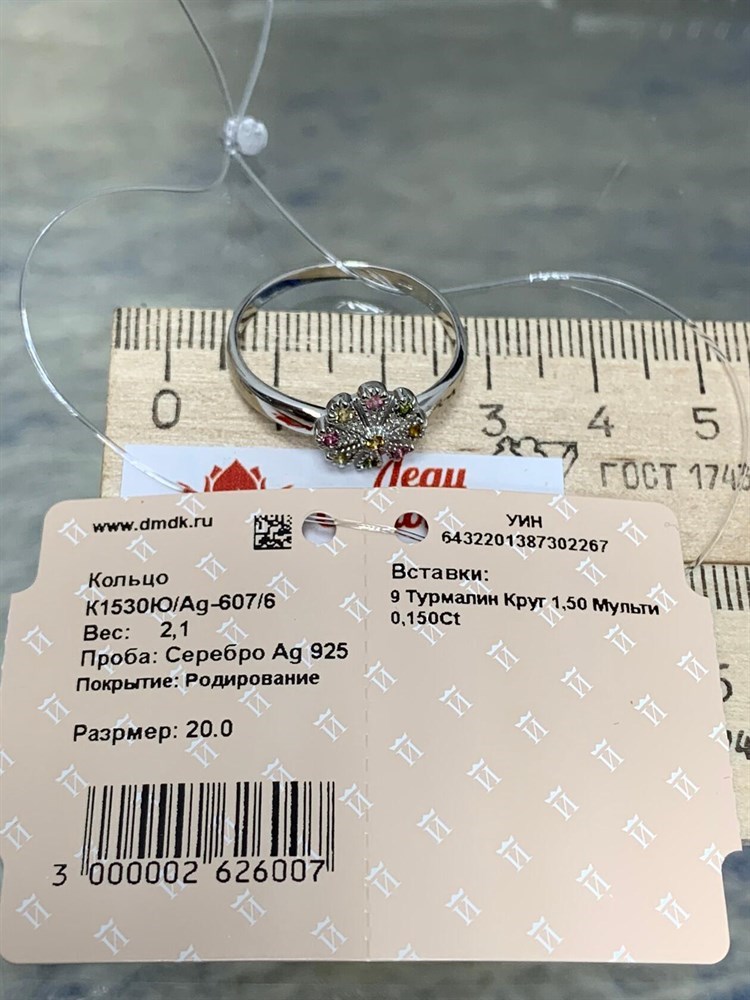 0 3 4 5
ГОСТ 174
Леди
www.dmdk.ru
Кольцо
К1530Ю/Ag-607/6
Вес: 2,1
Проба: Серебро Ag 925
Покрытие: Родирование
Разрмер: 20.0
3 000002 626007
УИН
6432201387302267
Вставки:
9 Турмалин Круг 1,50 Мульти
0,150Ct
5